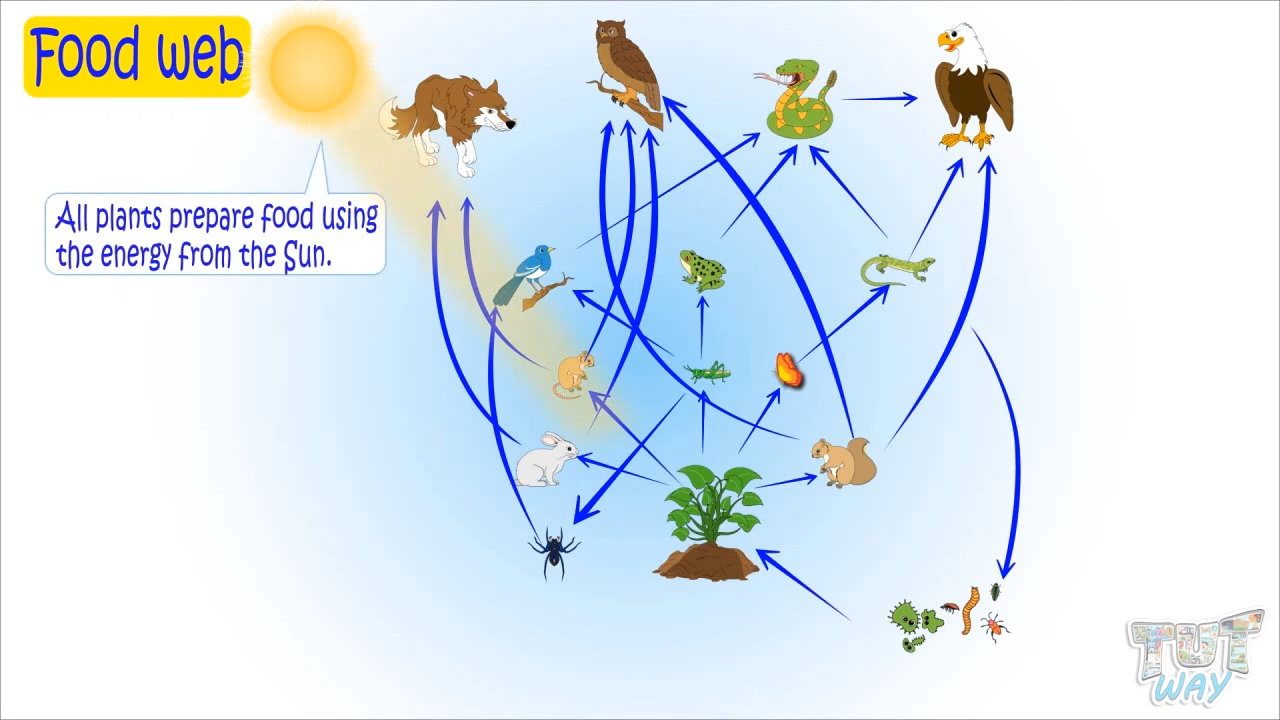 Food web
All plants prepare food using
the energy from the Sun.
TUT
WAY